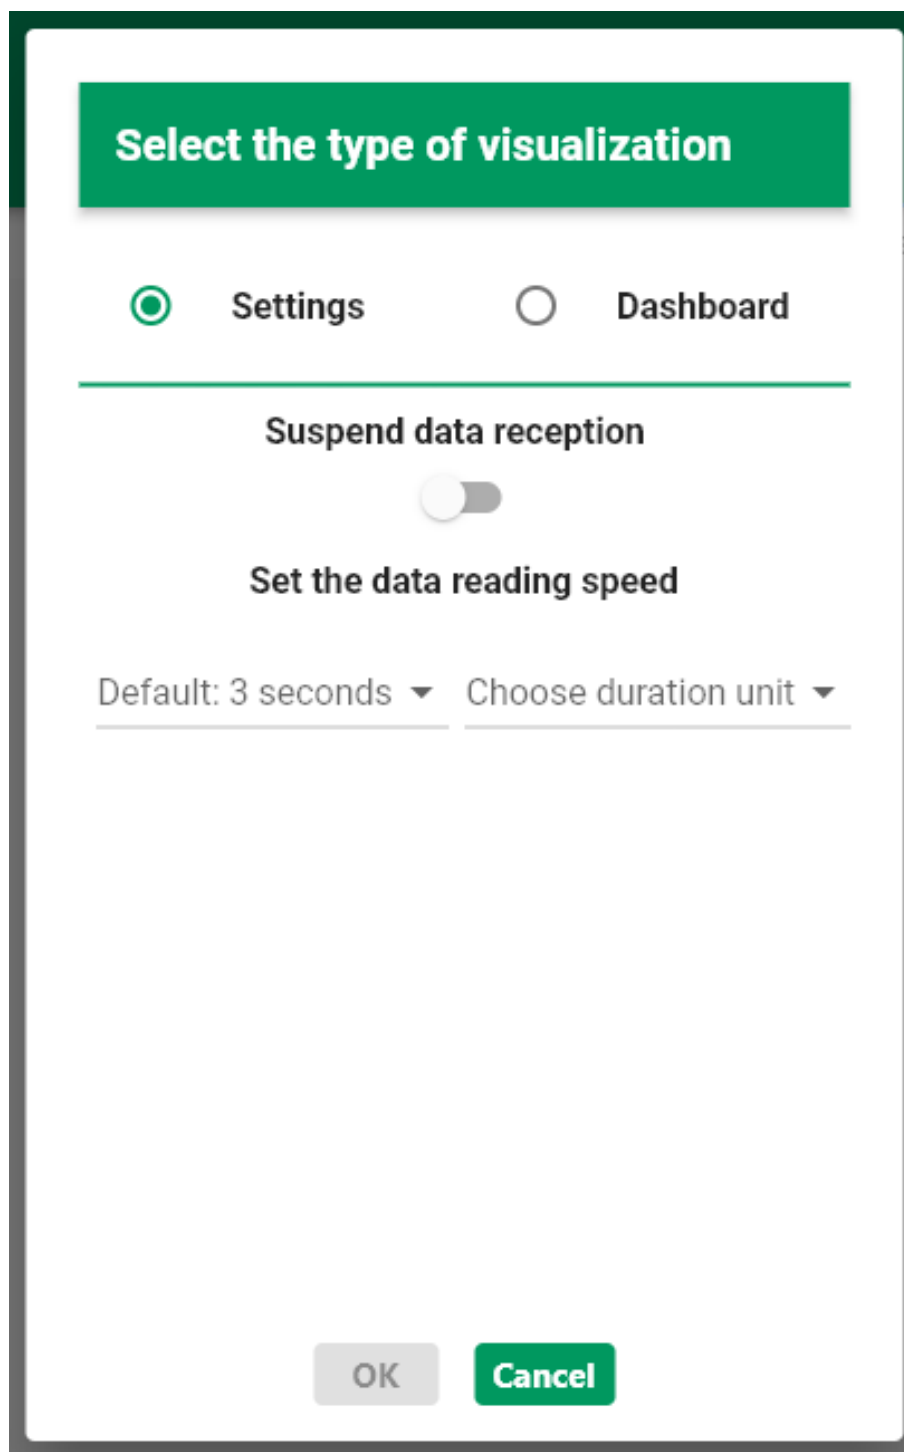 Select the type of visualization
Settings Dashboard
Suspend data reception
Set the data reading speed
Default: 3 seconds Choose duration unit
OK Cancel